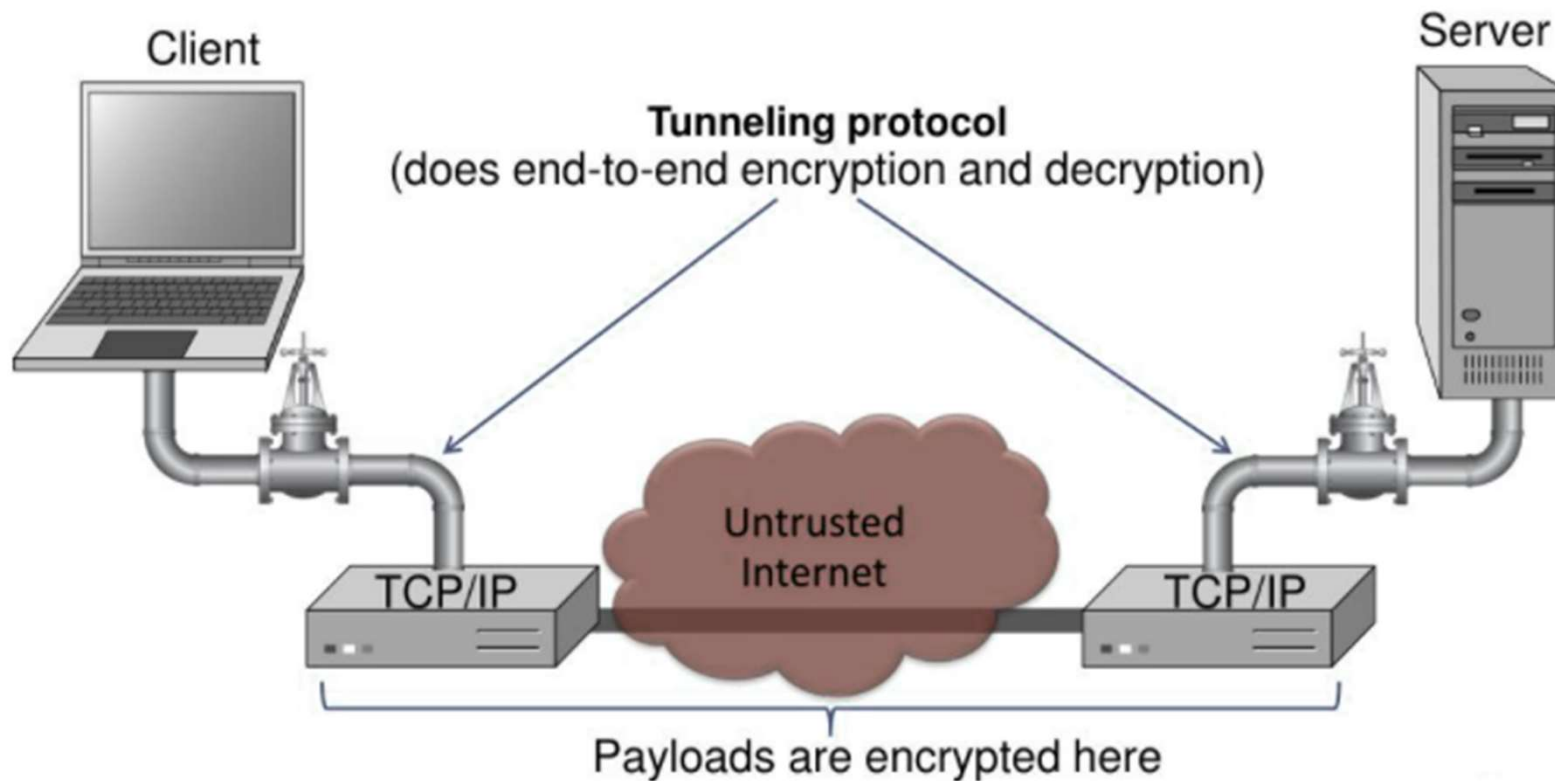 Client
Server
Tunneling protocol
(does end-to-end encryption and decryption)
Untrusted
Internet
TCP/IP
TCP/IP
Payloads are encrypted here